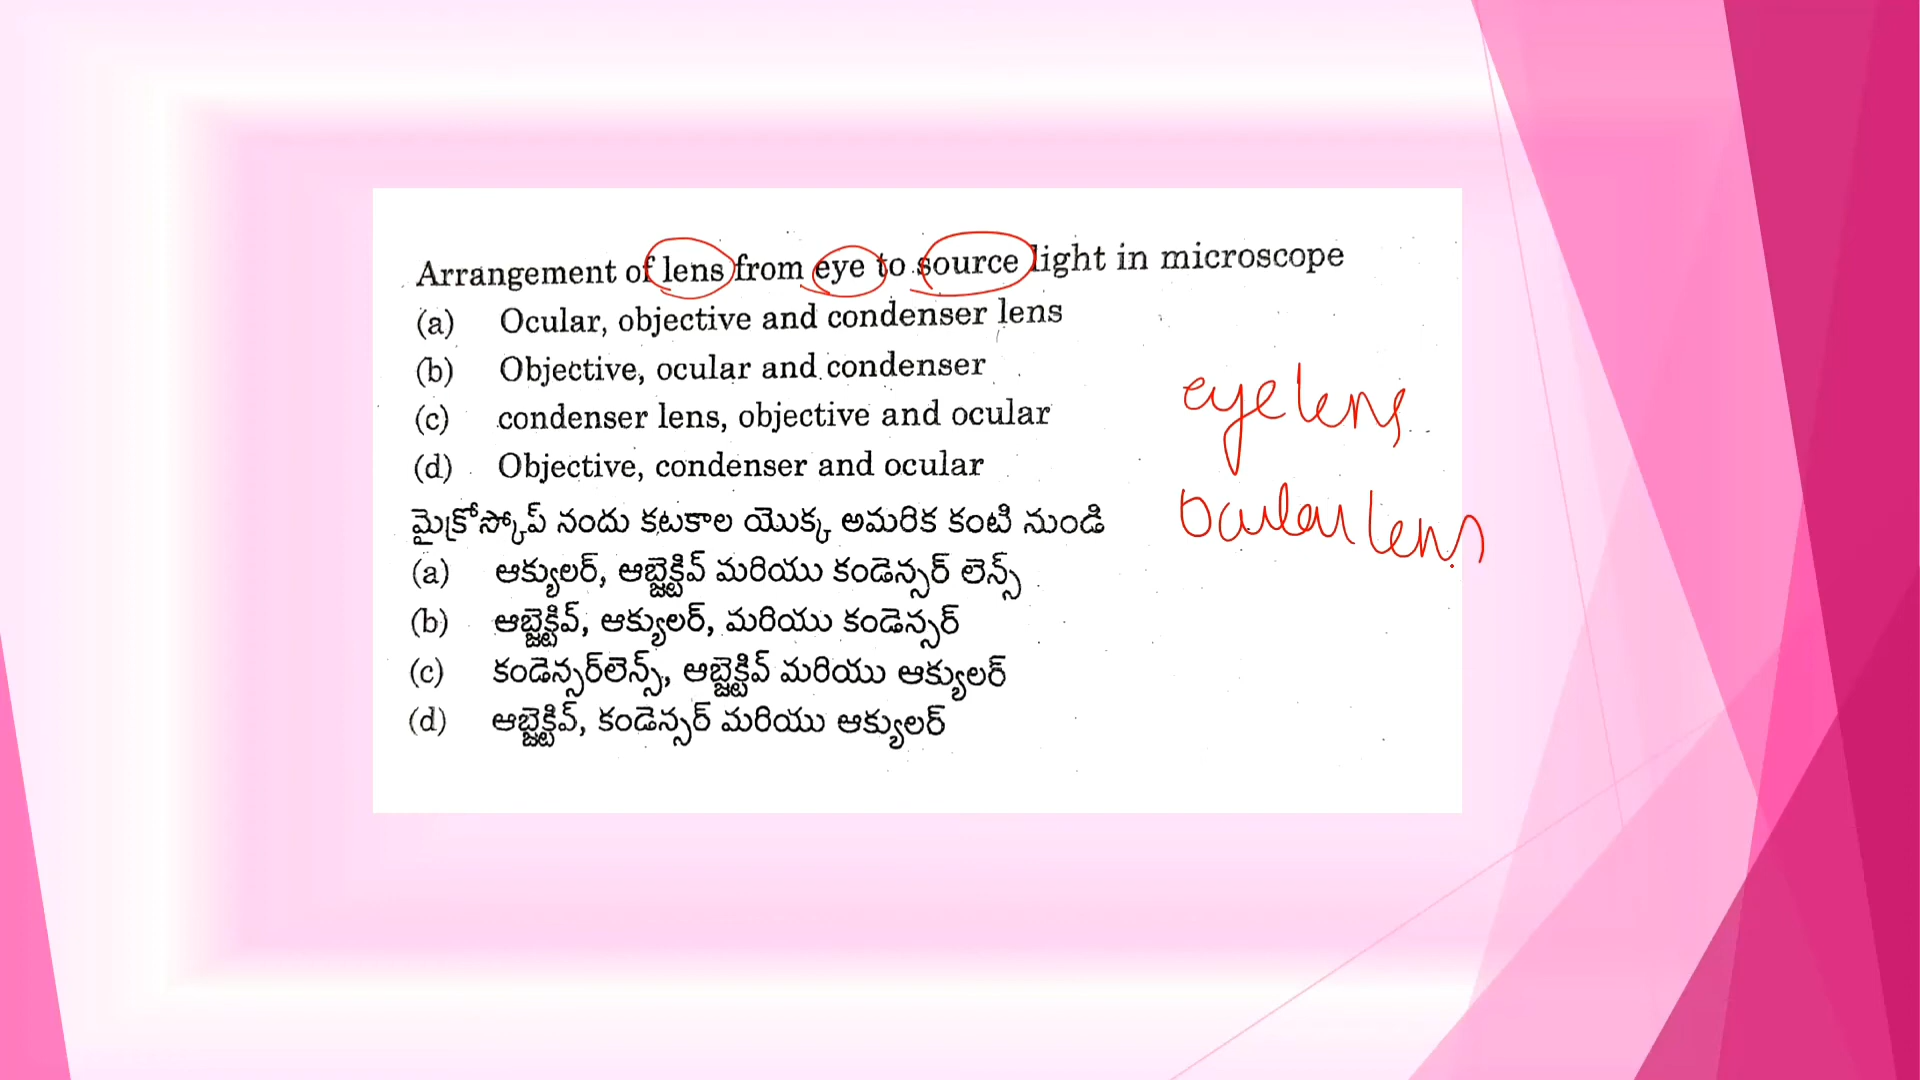 Arrangement of lens from eye to source light in microscope
(a) Ocular, objective and condenser lens
(b) Objective, ocular and condenser
(c) condenser lens, objective and ocular
(d) Objective, condenser and ocular
మైక్రోస్కోప్ నందు కటకాల యొక్క అమరిక కంటి నుండి
(a) ఆక్యులర్, ఆబ్జెక్టివ్ మరియు కండెన్సర్ లెన్స్
(b) ఆబ్జెక్టివ్, ఆక్యులర్, మరియు కండెన్సర్
(c) కండెన్సర్‌లెన్స్, ఆబ్జెక్టివ్ మరియు ఆక్యులర్
(d) ఆబ్జెక్టివ్, కండెన్సర్ మరియు ఆక్యులర్
eye lens
ocular lens